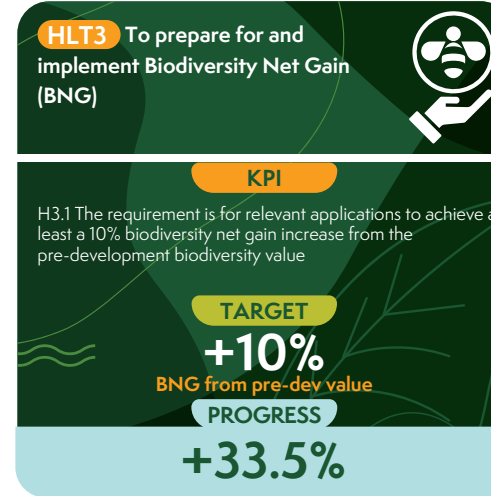 HLT3 To prepare for and
implement Biodiversity Net Gain
(BNG)
KPI
H3.1 The requirement is for relevant applications to achieve a
least a 10% biodiversity net gain increase from the
pre-development biodiversity value
TARGET
+10%
BNG from pre-dev value
PROGRESS
+33.5%